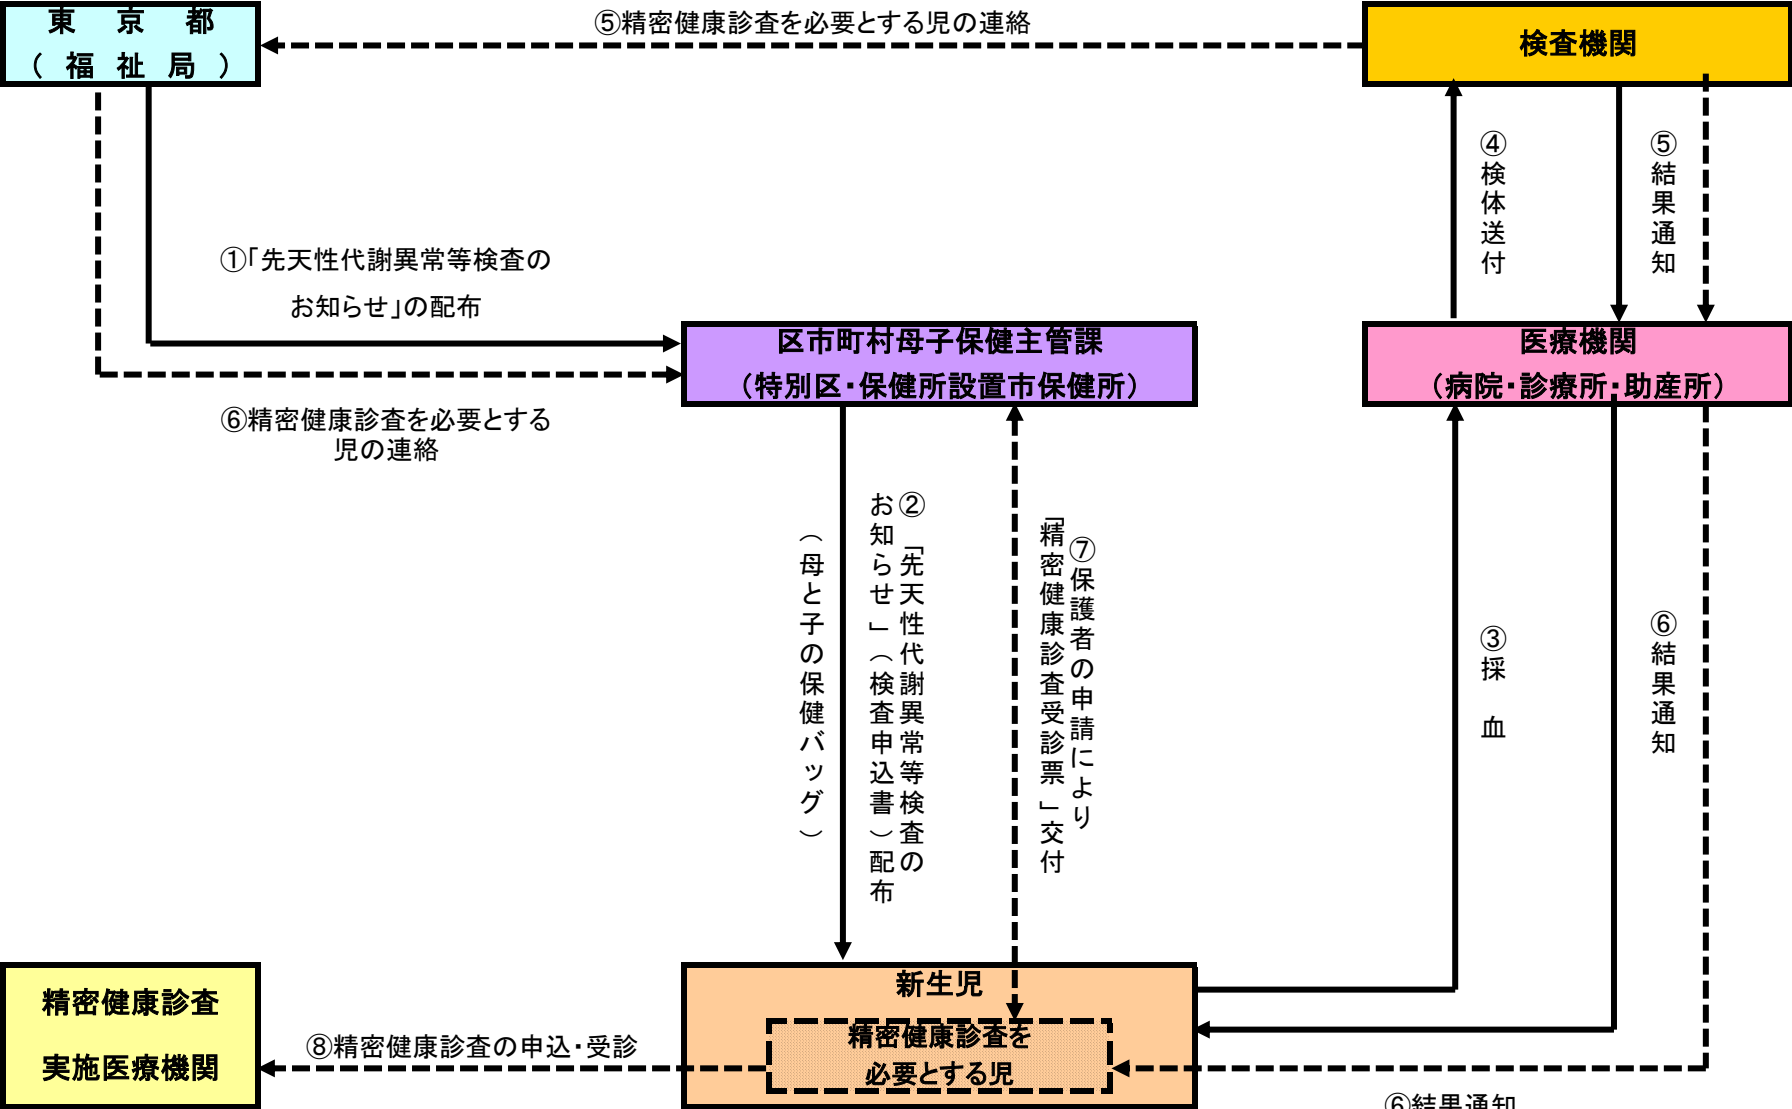 東 京 都
（ 福 祉 局 ）
⑤精密健康診査を必要とする児の連絡
検査機関
④検体送付
⑤結果通知
①「先天性代謝異常等検査の
お知らせ」の配布
区市町村母子保健主管課
（特別区・保健所設置市保健所）
医療機関
（病院・診療所・助産所）
⑥精密健康診査を必要とする
児の連絡
②「先天性代謝異常等検査の
お知らせ」（検査申込書）配布
（母と子の保健バッグ）
⑦保護者の申請により
「精密健康診査受診票」交付
③採 血
⑥結果通知
新生児
精密健康診査を
必要とする児
精密健康診査
実施医療機関
⑧精密健康診査の申込・受診
⑥結果通知